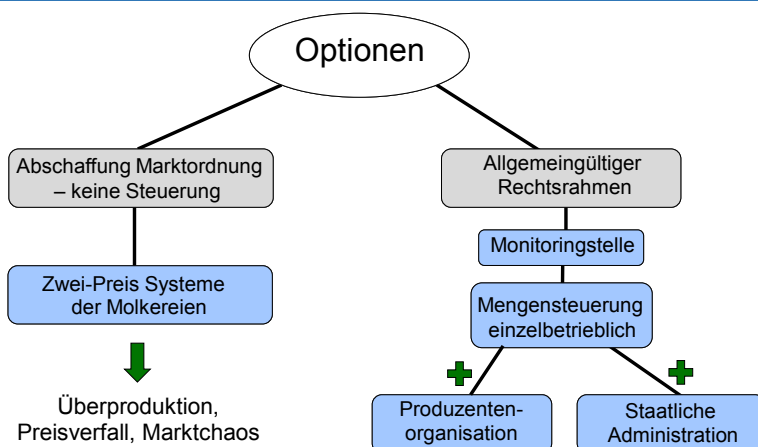 Optionen
Abschaffung Marktordnung
– keine Steuerung
Zwei-Preis Systeme
der Molkereien
Überproduktion,
Preisverfall, Marktchaos
Allgemeingültiger
Rechtsrahmen
Monitoringstelle
Mengensteuerung
einzelbetrieblich
Produzenten-
organisation
Staatliche
Administration